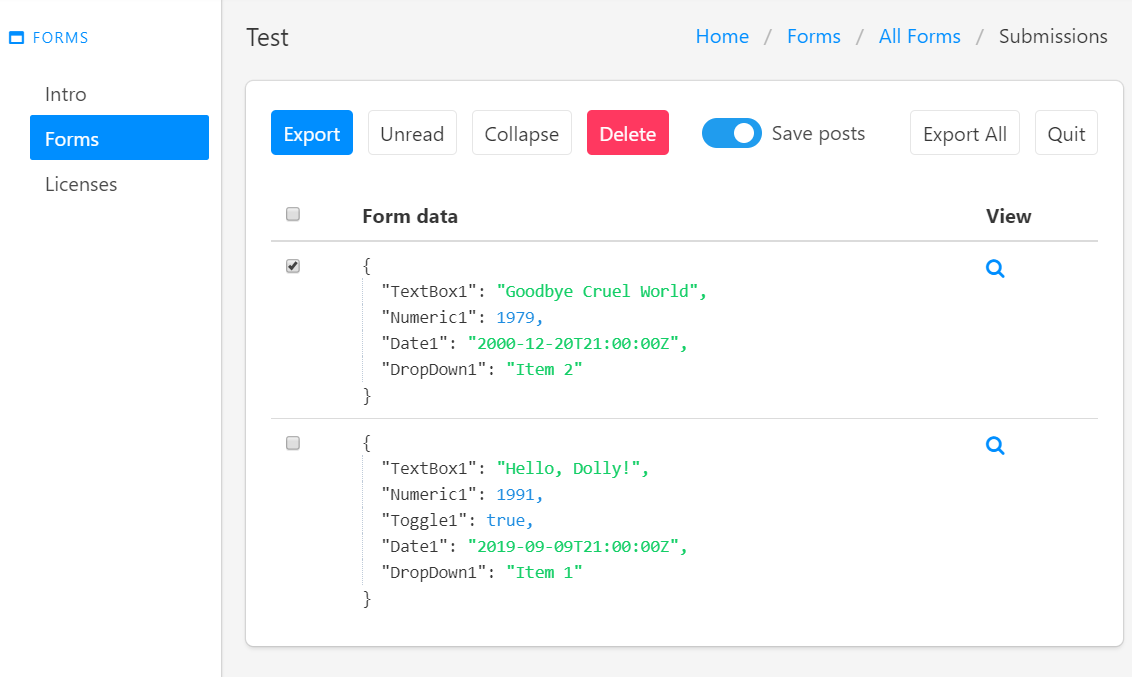 FORMS
Intro
Forms
Licenses
Test
Home / Forms / All Forms / Submissions
Export Unread Collapse Delete Save posts Export All Quit
Form data View
{
"TextBox1": "Goodbye Cruel World",
"Numeric1": 1979,
"Date1": "2000-12-20T21:00:00Z",
"DropDown1": "Item 2"
}
{
"TextBox1": "Hello, Dolly!",
"Numeric1": 1991,
"Toggle1": true,
"Date1": "2019-09-09T21:00:00Z",
"DropDown1": "Item 1"
}